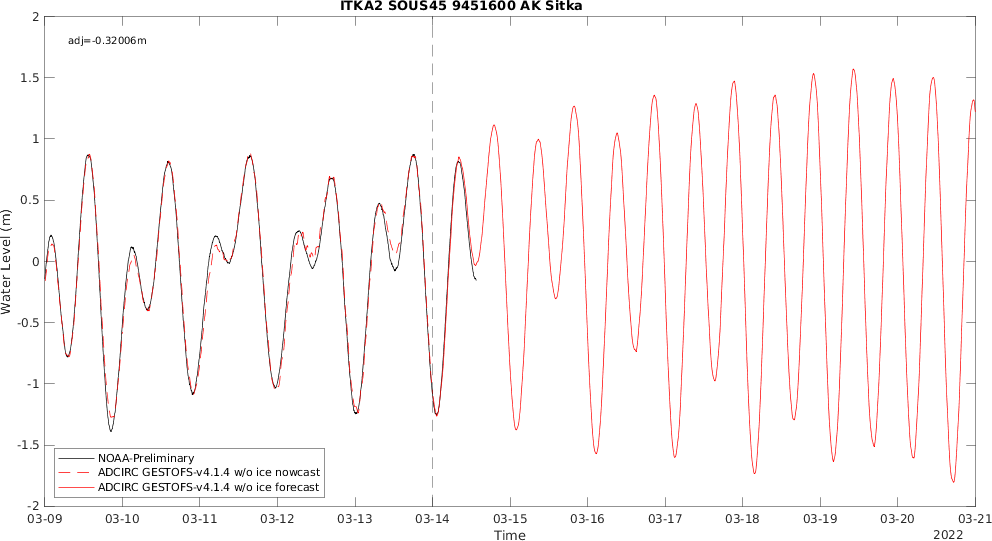 ITKA2 SOUS45 9451600 AK Sitka
adj=-0.32006m
2
1.5
1
0.5
0
-0.5
-1
-1.5
-2
Water Level (m)
NOAA-Preliminary
ADCIRC GESTOFS-v4.1.4 w/o ice nowcast
ADCIRC GESTOFS-v4.1.4 w/o ice forecast
03-09 03-10 03-11 03-12 03-13 03-14 03-15 03-16 03-17 03-18 03-19 03-20 03-21
Time
2022